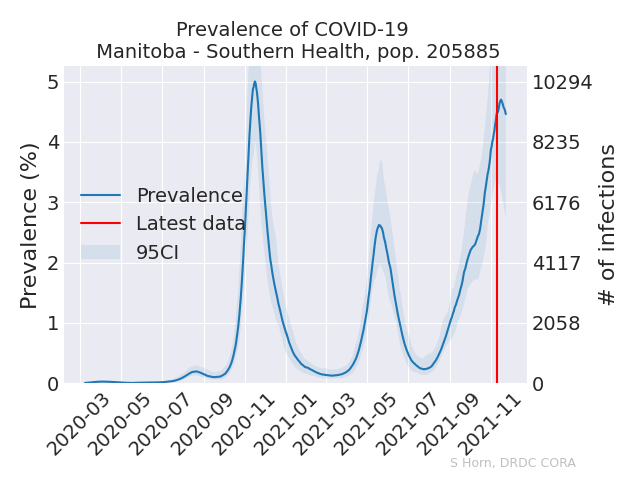 Prevalence of COVID-19
Manitoba - Southern Health, pop. 205885
Prevalence (%)
5
4
3
2
1
0
10294
8235
6176
4117
2058
0
# of infections
Prevalence
Latest data
95CI
2020-03
2020-05
2020-07
2020-09
2020-11
2021-01
2021-03
2021-05
2021-07
2021-09
2021-11
S Horn, DRDC CORA